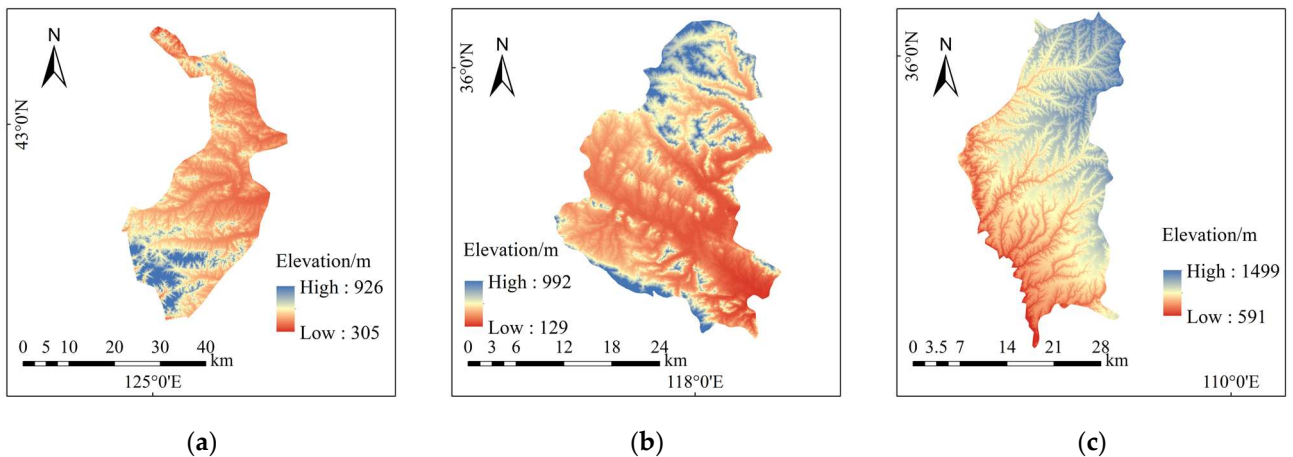 N
43°0'N
Elevation/m
High : 926
Low : 305
0 5 10 20 30 40
km
125°0'E
(a)
N
36°0'N
Elevation/m
High : 992
Low : 129
0 3 6 12 18 24
km
118°0'E
(b)
N
36°0'N
Elevation/m
High : 1499
Low : 591
0 3.5 7 14 21 28
km
110°0'E
(c)